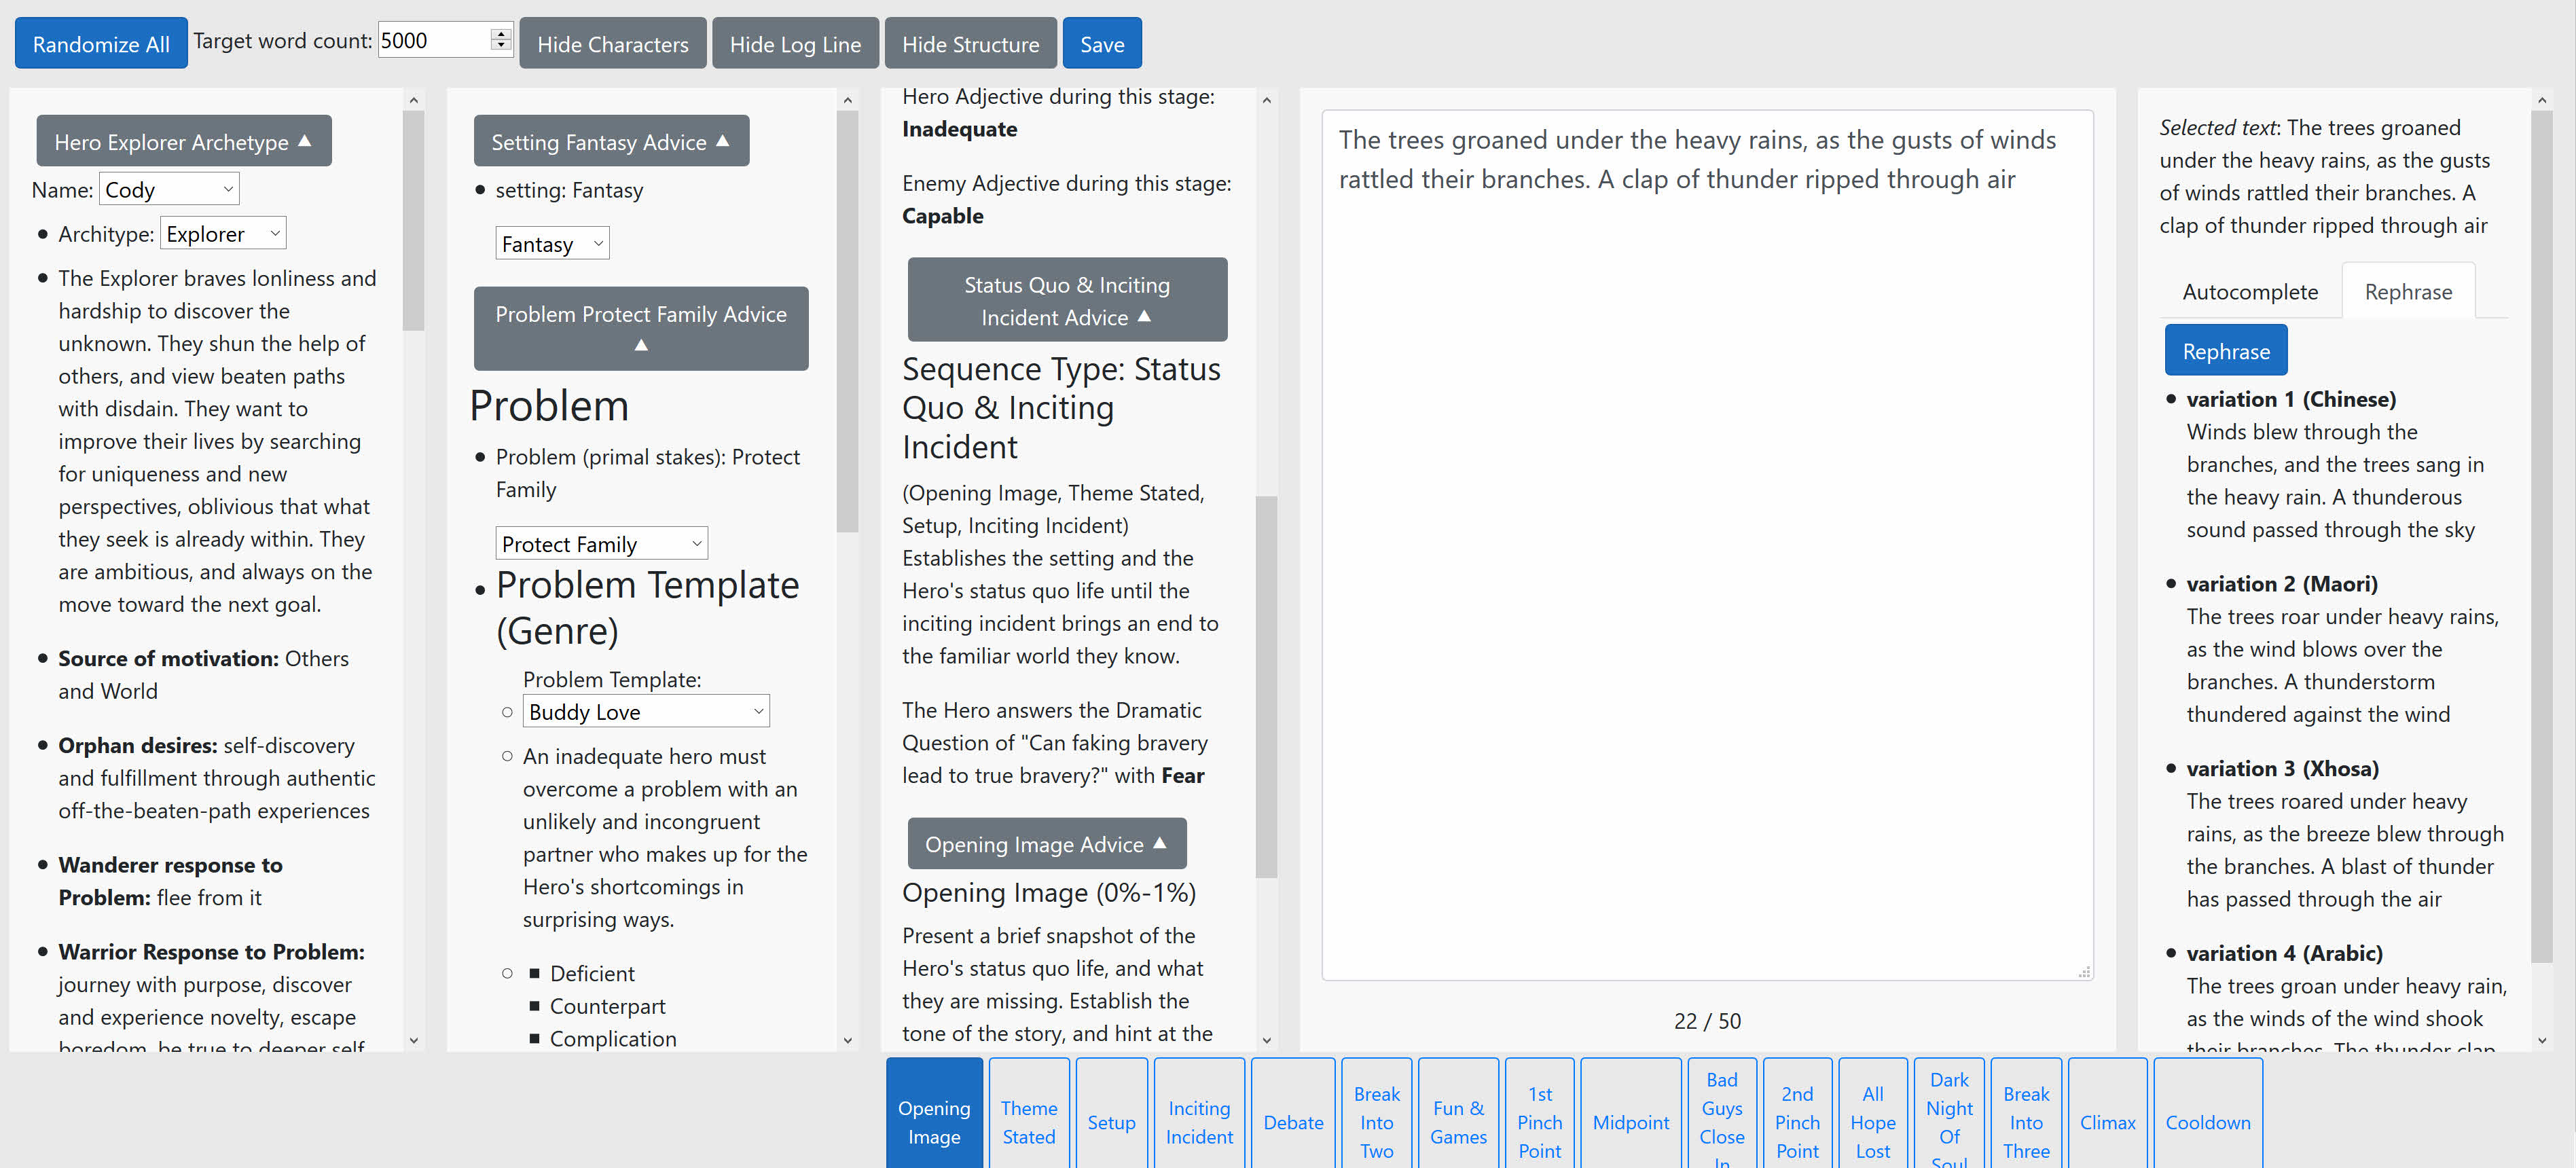 Randomize All Target word count: 5000 Hide Characters Hide Log Line Hide Structure Save
Hero Explorer Archetype
Name: Cody
Architype: Explorer
The Explorer braves lonliness and
hardship to discover the
unknown. They shun the help of
others, and view beaten paths
with disdain. They want to
improve their lives by searching
for uniqueness and new
perspectives, oblivious that what
they seek is already within. They
are ambitious, and always on the
move toward the next goal.
Source of motivation: Others
and World
Orphan desires: self-discovery
and fulfillment through authentic
off-the-beaten-path experiences
Wanderer response to
Problem: flee from it
Warrior Response to Problem:
journey with purpose, discover
and experience novelty, escape
boredom, be true to deeper self
Setting Fantasy Advice
setting: Fantasy
Fantasy
Problem Protect Family Advice
Problem
Problem (primal stakes): Protect
Family
Protect Family
Problem Template
(Genre)
Problem Template:
Buddy Love
An inadequate hero must
overcome a problem with an
unlikely and incongruent
partner who makes up for the
Hero's shortcomings in
surprising ways.
Deficient
Counterpart
Complication
Hero Adjective during this stage:
Inadequate
Enemy Adjective during this stage:
Capable
Status Quo & Inciting
Incident Advice
Sequence Type: Status
Quo & Inciting
Incident
(Opening Image, Theme Stated,
Setup, Inciting Incident)
Establishes the setting and the
Hero's status quo life until the
inciting incident brings an end to
the familiar world they know.
The Hero answers the Dramatic
Question of "Can faking bravery
lead to true bravery?" with Fear
Opening Image Advice
Opening Image (0%-1%)
Present a brief snapshot of the
Hero's status quo life, and what
they are missing. Establish the
tone of the story, and hint at the
The trees groaned under the heavy rains, as the gusts of winds
rattled their branches. A clap of thunder ripped through air
22 / 50
Selected text: The trees groaned
under the heavy rains, as the gusts
of winds rattled their branches. A
clap of thunder ripped through air
Autocomplete Rephrase
Rephrase
variation 1 (Chinese)
Winds blew through the
branches, and the trees sang in
the heavy rain. A thunderous
sound passed through the sky
variation 2 (Maori)
The trees roar under heavy rains,
as the wind blows over the
branches. A thunderstorm
thundered against the wind
variation 3 (Xhosa)
The trees roared under heavy
rains, as the breeze blew through
the branches. A blast of thunder
has passed through the air
variation 4 (Arabic)
The trees groan under heavy rain,
as the winds of the wind shook
their branches. The thunder clap
Opening
Image
Theme
Stated
Setup
Inciting
Incident
Debate
Break
Into
Two
Fun &
Games
1st
Pinch
Point
Midpoint
Bad
Guys
Close
In
2nd
Pinch
Point
All
Hope
Lost
Dark
Night
Of
Soul
Break
Into
Three
Climax
Cooldown